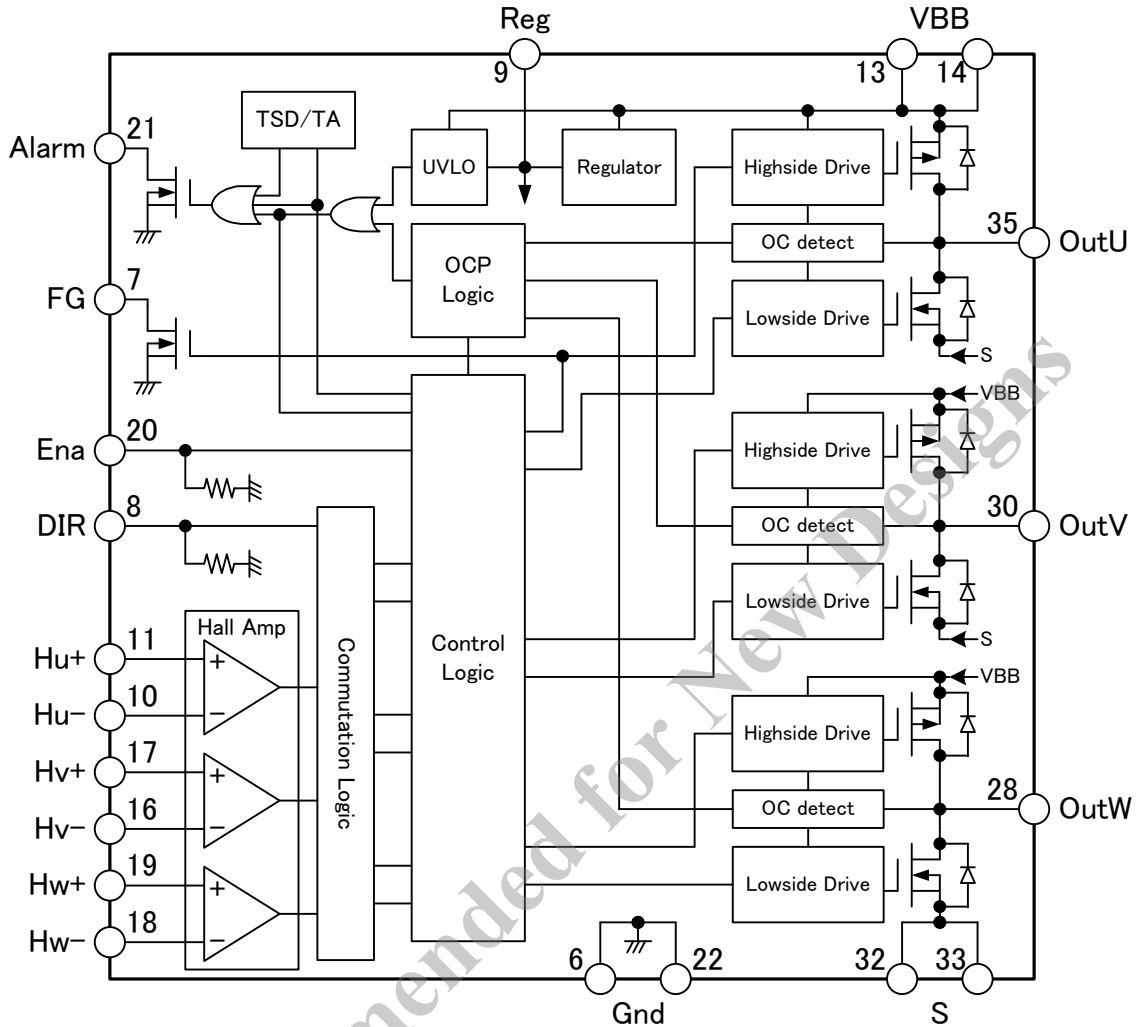 Reg
VBB
9
13
14
TSD/TA
21
Alarm
UVLO
Regulator
Highside Drive
OCP
Logic
OC detect
35
OutU
7
FG
Lowside Drive
S
VBB
20
Ena
Highside Drive
8
DIR
OC detect
30
OutV
Lowside Drive
S
Hall Amp
Commutation Logic
Control
Logic
11
Hu+
+
10
Hu-
-
VBB
Highside Drive
17
Hv+
+
16
Hv-
-
OC detect
28
OutW
19
Hw+
+
18
Hw-
-
Lowside Drive
6
22
Gnd
32
33
S
mmended for New Designs